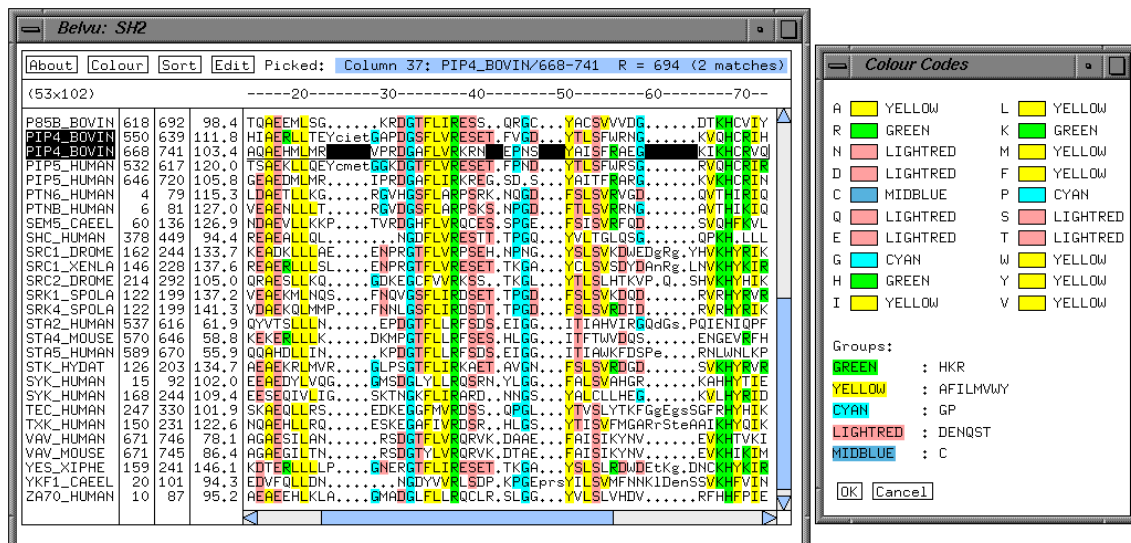 Belvu: SH2
About Colour Sort Edit Picked: Column 37: PIP4_BOVIN/668-741 R = 694 (2 matches)
(53x102) -----20--------30--------40--------50--------60--------70--
P85B_BOVIN 618 692 98.4 TQAEEMLSG......KRDGTFLIRESS..QRGC...YACSVVVDG......DTKHCVIY
PIP4_BOVIN 550 639 111.8 HIAERLLTEYcietGAPDGSFLVRESET.FVGD...YTLSFWRNG......KVQHCRIH
PIP4_BOVIN 668 741 103.4 AQAEHMLMR VPRDGAFLVRKRN EPNS YAISFRAEG KIKHCRVQ
PIP5_HUMAN 532 617 120.0 TSAEKLLQEYcmetGGKDGTFLVRESET.FPND...YTLSFWRSG......RVQHCRIR
PIP5_HUMAN 646 720 105.8 GEAEDMLMR.....IPRDGAFLIRKREG.SD.S...YAITFRARG......KVKHCRIN
PTN6_HUMAN 4 79 115.3 LDAETLLKG.....RGVHGSFLARPSRK.NQGD...FSLSVRVGD......QVTHIRIQ
PTNB_HUMAN 6 81 127.0 VEAENLLLT.....RGVDGSFLARPSKS.NPGD...FTLSVRRNG......AVTHIKIQ
SEM5_CAEEL 60 136 126.9 NDAEVLLKKP....TVRDGHFLVRQCES.SPGE...FSISVRFQD......SVQHFKVL
SHC_HUMAN 378 449 94.4 REAEALLQL.......NGDFLVRESTT.TPGQ...YVLTGLQSG....QPKH.LLL
SRC1_DROME 162 244 133.7 KEADKLLLAE....ENPRGTFLVRPSEH.NPNG...YSLSVKDWEDgRg.YHVKHYRIK
SRC1_XENLA 146 228 137.6 REAERLLLSL....ENPRGTFLVRESET.TKGA...YCLSVSDYDAnRg.LNVKHYKIR
SRC2_DROME 214 292 105.0 QRAESLLKQ.....GDKEGCFVVRKSS..TKGL...YTLSLHTKVP.Q..SHVKHYHIK
SRK1_SPOLA 122 199 137.2 VEAEKMLNQS....FNQVGSFLIRDSET.TPGD...FSLSVKDQD......RVRHYRVR
SRK4_SPOLA 122 199 141.3 VDAEKQLMMP....FNNLGSFLIRDSDT.TPGD...FSLSVRDID......RVRHYRIK
STA2_HUMAN 537 616 61.9 QYVTSLLLN.....EPDGTFLLRFSDS.EIGG...ITIAHVIRGQdGs.PQIENIQPF
STA4_MOUSE 570 646 58.8 KEKERLLLK.....DKMPGTFLLRFSES.HLGG...ITFTWVDQS......ENGEVRFH
STA5_HUMAN 589 670 55.9 QQAHDLLIN.....KPDGTFLLRFSDS.EIGG...ITIAWKFDSPe....RNLWNLKP
STK_HYDAT 126 203 134.7 AEAEKRLMVR....GLPSGTFLIRKAET.AVGN...FSLSVRDGD......SVKHYRVR
SYK_HUMAN 15 92 102.0 EEAEDYLVQG....GMSDGLYLLRQSRN.YLGG...FALSVAHGR......KAHHYTIE
SYK_HUMAN 168 244 109.4 EESEQIVLIG....SKTNGKFLIRARD..NNGS...YALCLLHEG......KVLHYRID
TEC_HUMAN 247 330 101.9 SKAEQLLRS.....EDKEGGFMVRDSS..QPGL...YTVSLYTKFGgEgsSGFRHYHIK
TXK_HUMAN 150 231 122.6 NQAEHLLRQ.....ESKEGAFIVRDSR..HLGS...YTISVFMGARrSteAAIKHYQIK
VAV_HUMAN 671 746 78.1 AGAESILAN.....RSDGTFLVRQRVK.DAAE...FAISIKYNV......EVKHTVKI
VAV_MOUSE 671 745 86.4 AGAEGILTN.....RSDGTYLVRQRVK.DTAE...FAISIKYNV......EVKHIKIM
YES_XIPHE 159 241 146.1 KDTERLLLLP....GNERGTFLIRESET.TKGA...YSLSLRDWDEtKg.DNCKHYKIR
YKF1_CAEEL 20 101 94.3 EDVFQLLDN.......NGDYVVRLSDP.KPGEprsYILSVMFNNKlDenSSVKHFVIN
ZA70_HUMAN 10 87 95.2 AEAEEHLKLA....GMADGLFLLRQCLR.SLGG...YVLSLVHDV......RFHHFPIE
Colour Codes
A YELLOW L YELLOW
R GREEN K GREEN
N LIGHTRED M YELLOW
D LIGHTRED F YELLOW
C MIDBLUE P CYAN
Q LIGHTRED S LIGHTRED
E LIGHTRED T LIGHTRED
G CYAN W YELLOW
H GREEN Y YELLOW
I YELLOW V YELLOW
Groups:
GREEN : HKR
YELLOW : AFILMVWY
CYAN : GP
LIGHTRED : DENQST
MIDBLUE : C
OK Cancel